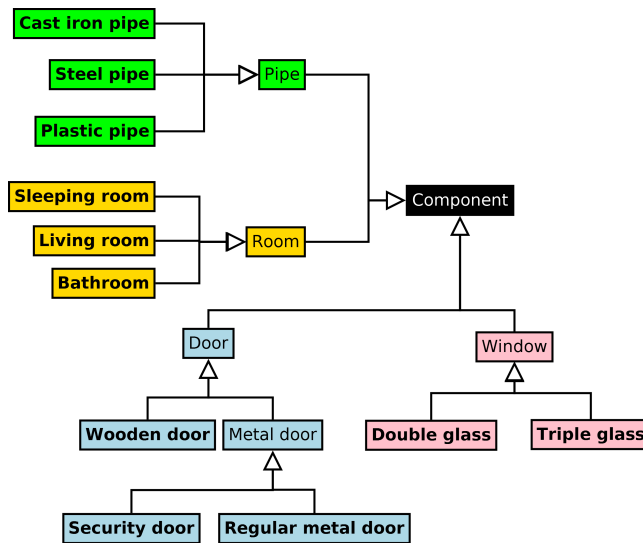 Cast iron pipe
Steel pipe
Pipe
Plastic pipe
Sleeping room
Component
Living room
Room
Bathroom
Door
Window
Wooden door
Metal door
Double glass
Triple glass
Security door
Regular metal door